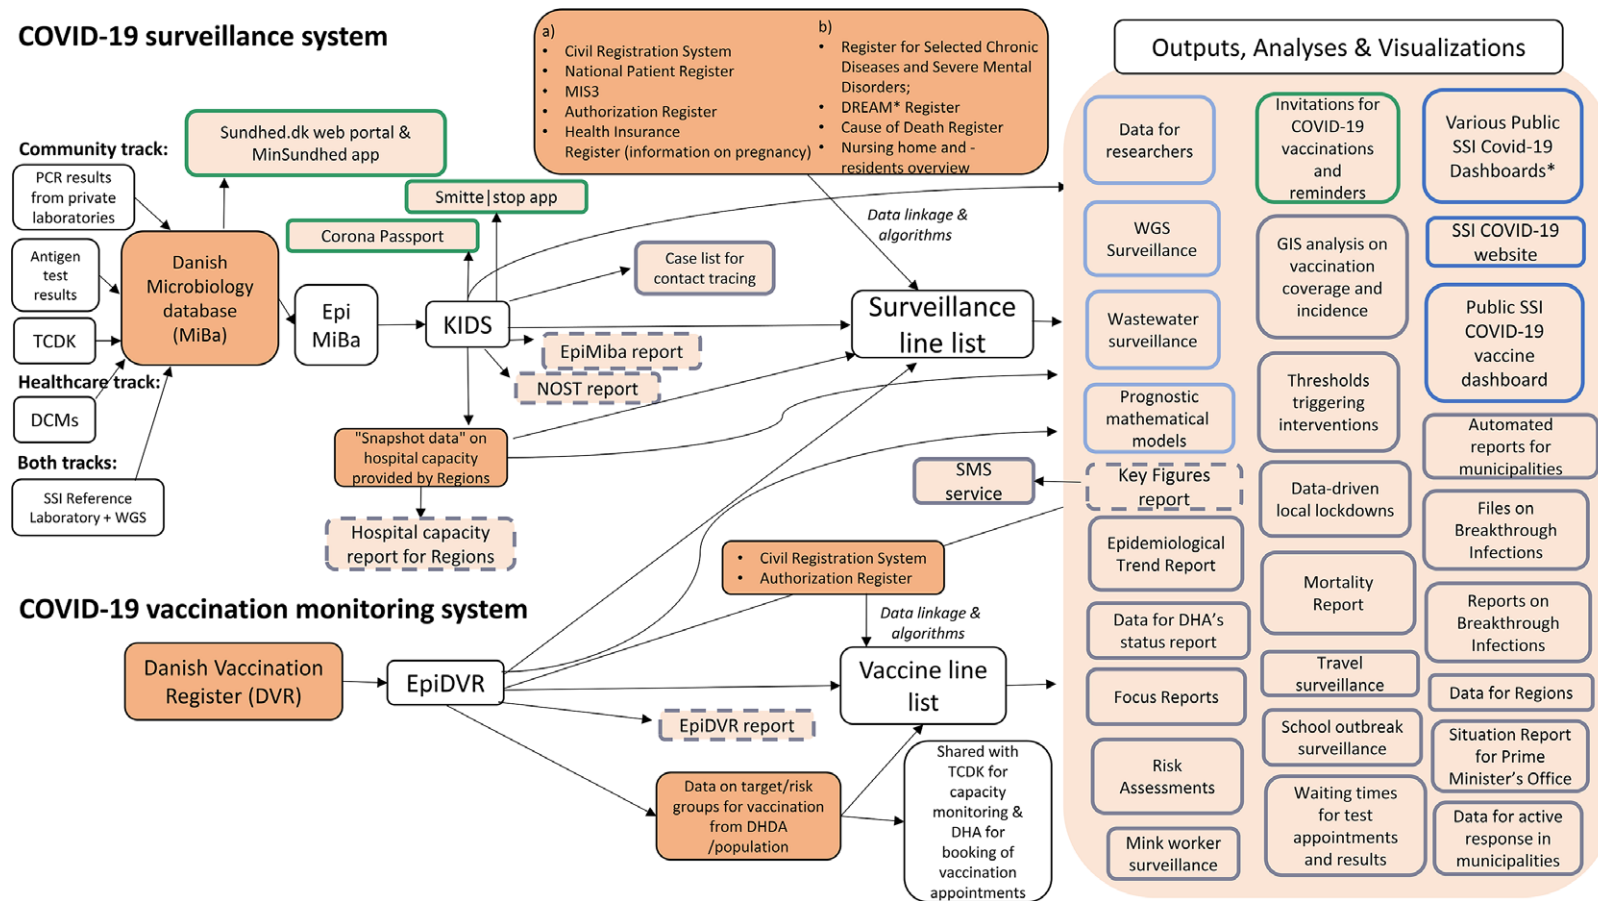 COVID-19 surveillance system
Community track:
PCR results
from private
laboratories
Antigen
test
results
TCDK
Healthcare track:
DCMs
Both tracks:
SSI Reference
Laboratory + WGS
Danish
Microbiology
database
(MiBa)
Sundhed.dk web portal &
MinSundhed app
Epi
MiBa
KIDS
Corona Passport
Smitte|stop app
Case list for
contact tracing
EpiMiba report
NOST report
"Snapshot data" on
hospital capacity
provided by Regions
Hospital capacity
report for Regions
a)
• Civil Registration System
• National Patient Register
• MIS3
• Authorization Register
• Health Insurance
Register (information on pregnancy)
b)
• Register for Selected Chronic
Diseases and Severe Mental
Disorders;
• DREAM* Register
• Cause of Death Register
• Nursing home and -
residents overview
Data linkage &
algorithms
Surveillance
line list
SMS
service
COVID-19 vaccination monitoring system
Danish Vaccination
Register (DVR)
EpiDVR
EpiDVR report
• Civil Registration System
• Authorization Register
Data linkage &
algorithms
Vaccine line
list
Data on target/risk
groups for vaccination
from DHDA
/population
Shared with
TCDK for
capacity
monitoring &
DHA for
booking of
vaccination
appointments
Outputs, Analyses & Visualizations
Data for
researchers
WGS
Surveillance
Wastewater
surveillance
Prognostic
mathematical
models
Key Figures
report
Epidemiological
Trend Report
Data for DHA's
status report
Focus Reports
Risk
Assessments
Mink worker
surveillance
Invitations for
COVID-19
vaccinations
and
reminders
GIS analysis on
vaccination
coverage and
incidence
Thresholds
triggering
interventions
Data-driven
local lockdowns
Mortality
Report
Travel
surveillance
School outbreak
surveillance
Waiting times
for test
appointments
and results
Various Public
SSI Covid-19
Dashboards*
SSI COVID-19
website
Public SSI
COVID-19
vaccine
dashboard
Automated
reports for
municipalities
Files on
Breakthrough
Infections
Reports on
Breakthrough
Infections
Data for Regions
Situation Report
for Prime
Minister's Office
Data for active
response in
municipalities